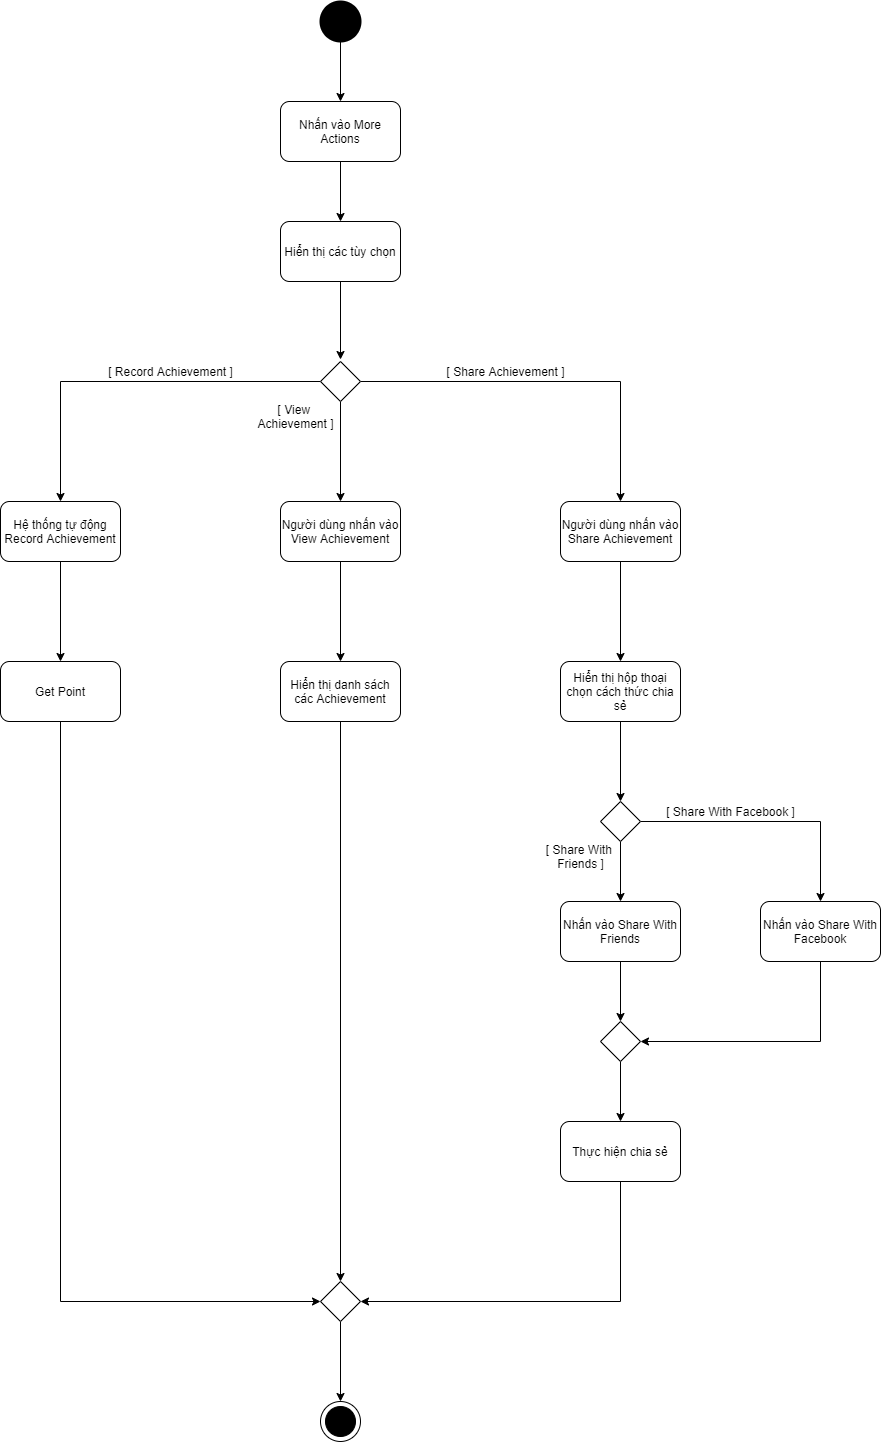 Nhấn vào More
Actions
Hiển thị các tùy chọn
[ Record Achievement ]
[ Share Achievement ]
[ View
Achievement ]
Hệ thống tự động
Record Achievement
Người dùng nhấn vào
View Achievement
Người dùng nhấn vào
Share Achievement
Get Point
Hiển thị danh sách
các Achievement
Hiển thị hộp thoại
chọn cách thức chia
sẻ
[ Share With Facebook ]
[ Share With
Friends ]
Nhấn vào Share With
Friends
Nhấn vào Share With
Facebook
Thực hiện chia sẻ